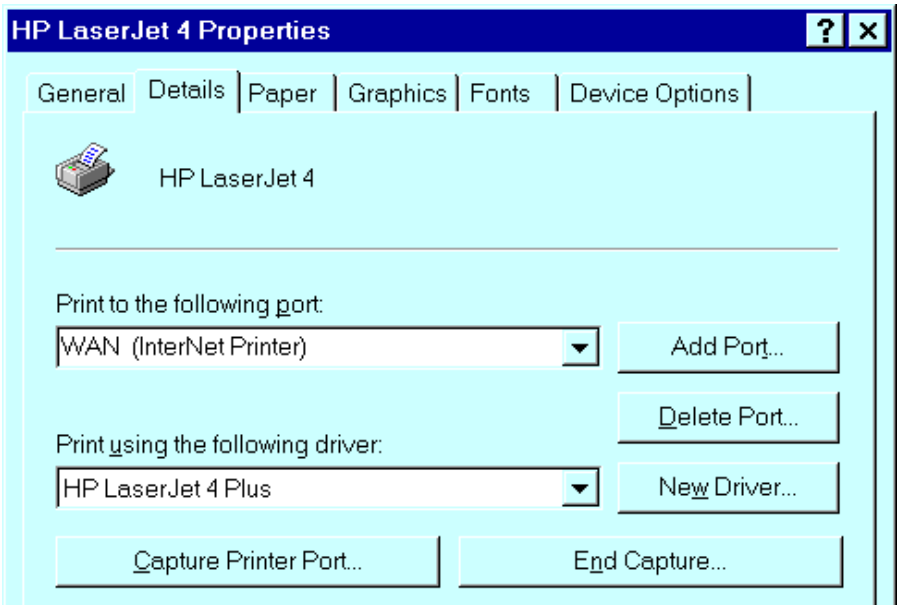 HP LaserJet 4 Properties ? ×
General Details Paper Graphics Fonts Device Options
HP LaserJet 4
Print to the following port:
WAN (InterNet Printer) Add Port...
Delete Port...
Print using the following driver:
HP LaserJet 4 Plus New Driver...
Capture Printer Port... End Capture...